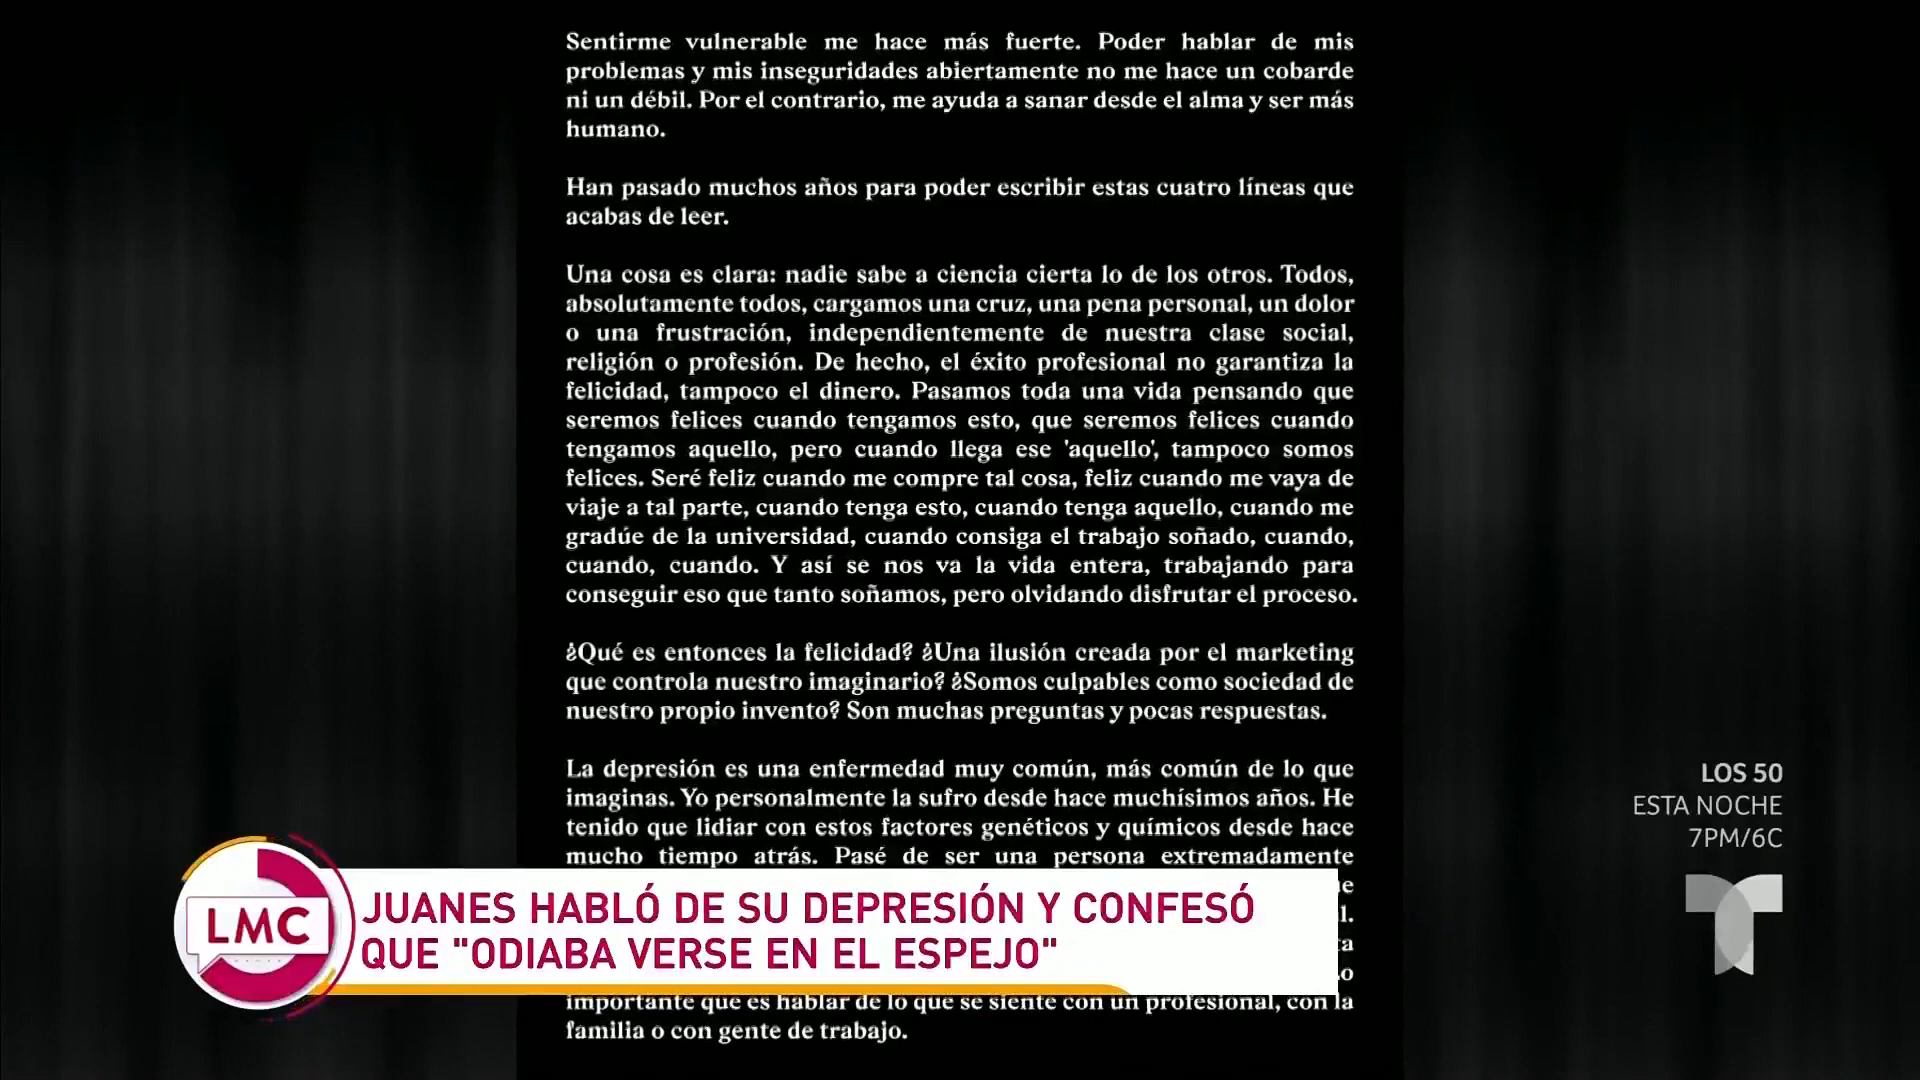 Sentirme vulnerable me hace más fuerte. Poder hablar de mis
problemas y mis inseguridades abiertamente no me hace un cobarde
ni un débil. Por el contrario, me ayuda a sanar desde el alma y ser más
humano.
Han pasado muchos años para poder escribir estas cuatro líneas que
acabas de leer.
Una cosa es clara: nadie sabe a ciencia cierta lo de los otros. Todos,
absolutamente todos, cargamos una cruz, una pena personal, un dolor
o una frustración, independientemente de nuestra clase social,
religión o profesión. De hecho, el éxito profesional no garantiza la
felicidad, tampoco el dinero. Pasamos toda una vida pensando que
seremos felices cuando tengamos esto, que seremos felices cuando
tengamos aquello, pero cuando llega ese 'aquello', tampoco somos
felices. Seré feliz cuando me compre tal cosa, feliz cuando me vaya de
viaje a tal parte, cuando tenga esto, cuando tenga aquello, cuando me
gradúe de la universidad, cuando consiga el trabajo soñado, cuando,
cuando, cuando. Y así se nos va la vida entera, trabajando para
conseguir eso que tanto soñamos, pero olvidando disfrutar el proceso.
¿Qué es entonces la felicidad? ¿Una ilusión creada por el marketing
que controla nuestro imaginario? ¿Somos culpables como sociedad de
nuestro propio invento? Son muchas preguntas y pocas respuestas.
La depresión es una enfermedad muy común, más común de lo que
imaginas. Yo personalmente la sufro desde hace muchísimos años. He
tenido que lidiar con estos factores genéticos y químicos desde hace
mucho tiempo atrás. Pasé de ser una persona extremadamente
importante que es hablar de lo que se siente con un profesional, con la
familia o con gente de trabajo.
LMC
JUANES HABLÓ DE SU DEPRESIÓN Y CONFESÓ
QUE "ODIABA VERSE EN EL ESPEJO"
LOS 50
ESTA NOCHE
7PM/6C